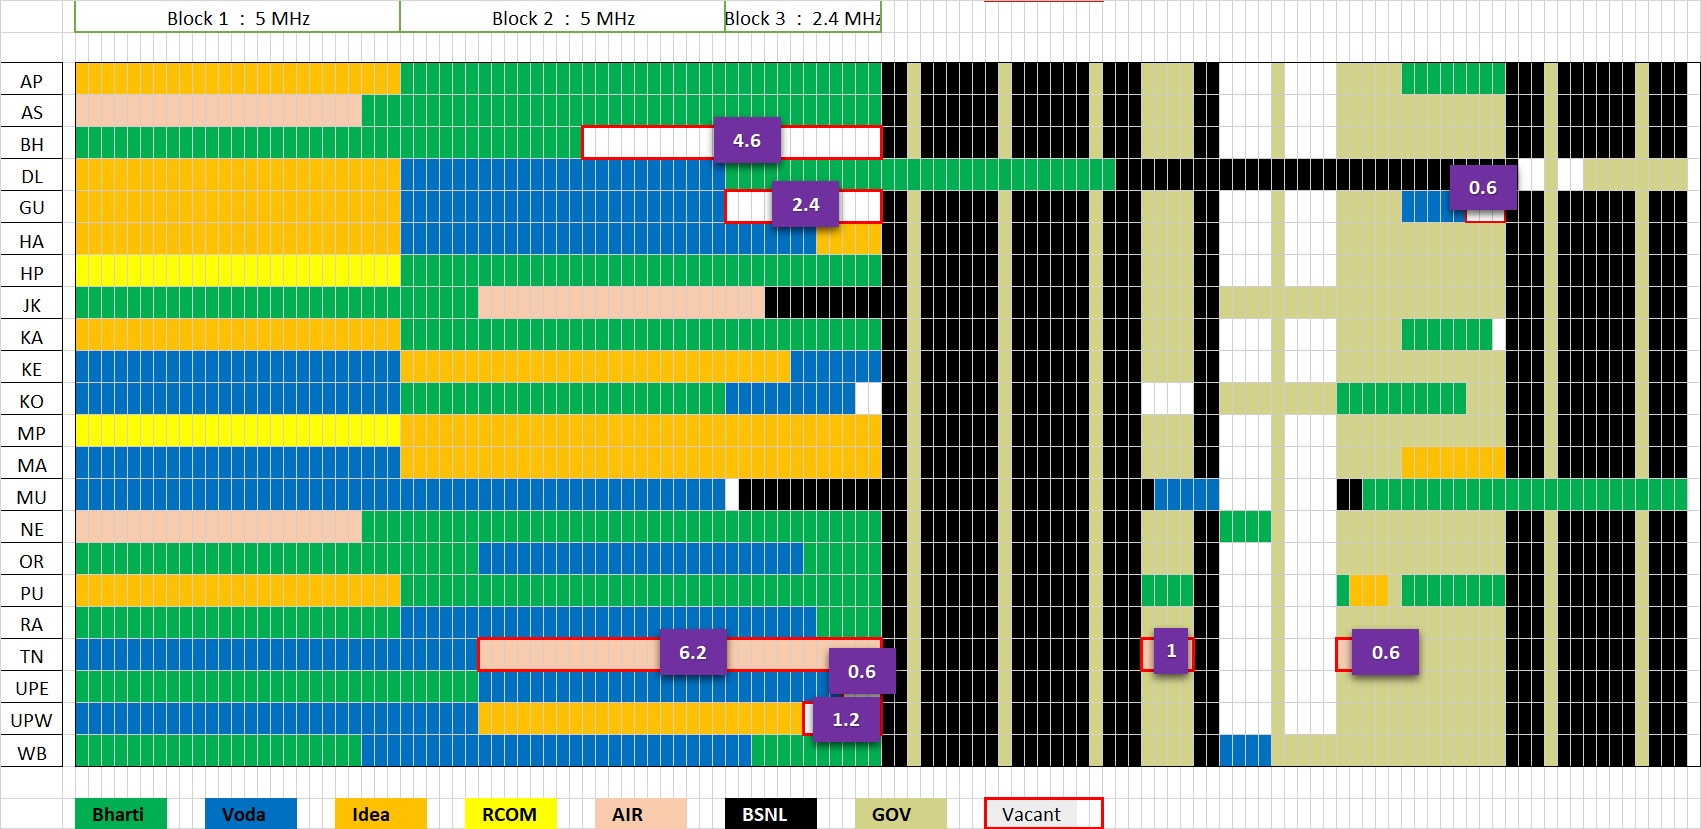 Block 1 : 5 MHz Block 2 : 5 MHz Block 3 : 2.4 MHz
AP
AS
BH 4.6
DL 0.6
GU 2.4
HA
HP
JK
KA
KE
KO
MP
MA
MU
NE
OR
PU
RA
TN 6.2 1 0.6
0.6
UPE
UPW 1.2
WB
Bharti Voda Idea RCOM AIR BSNL GOV Vacant